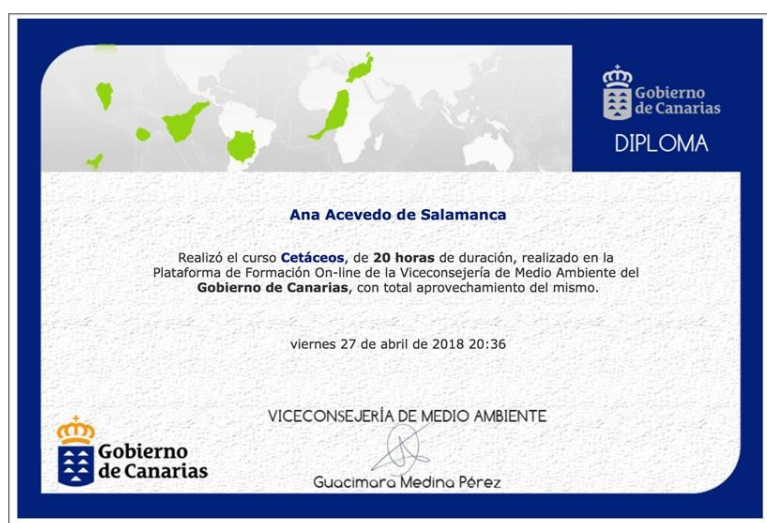 Gobierno
de Canarias
DIPLOMA
Ana Acevedo de Salamanca
Realizó el curso Cetáceos, de 20 horas de duración, realizado en la
Plataforma de Formación On-line de la Viceconsejería de Medio Ambiente del
Gobierno de Canarias, con total aprovechamiento del mismo.
viernes 27 de abril de 2018 20:36
VICECONSEJERÍA DE MEDIO AMBIENTE
Guacimara Medina Pérez
Gobierno
de Canarias